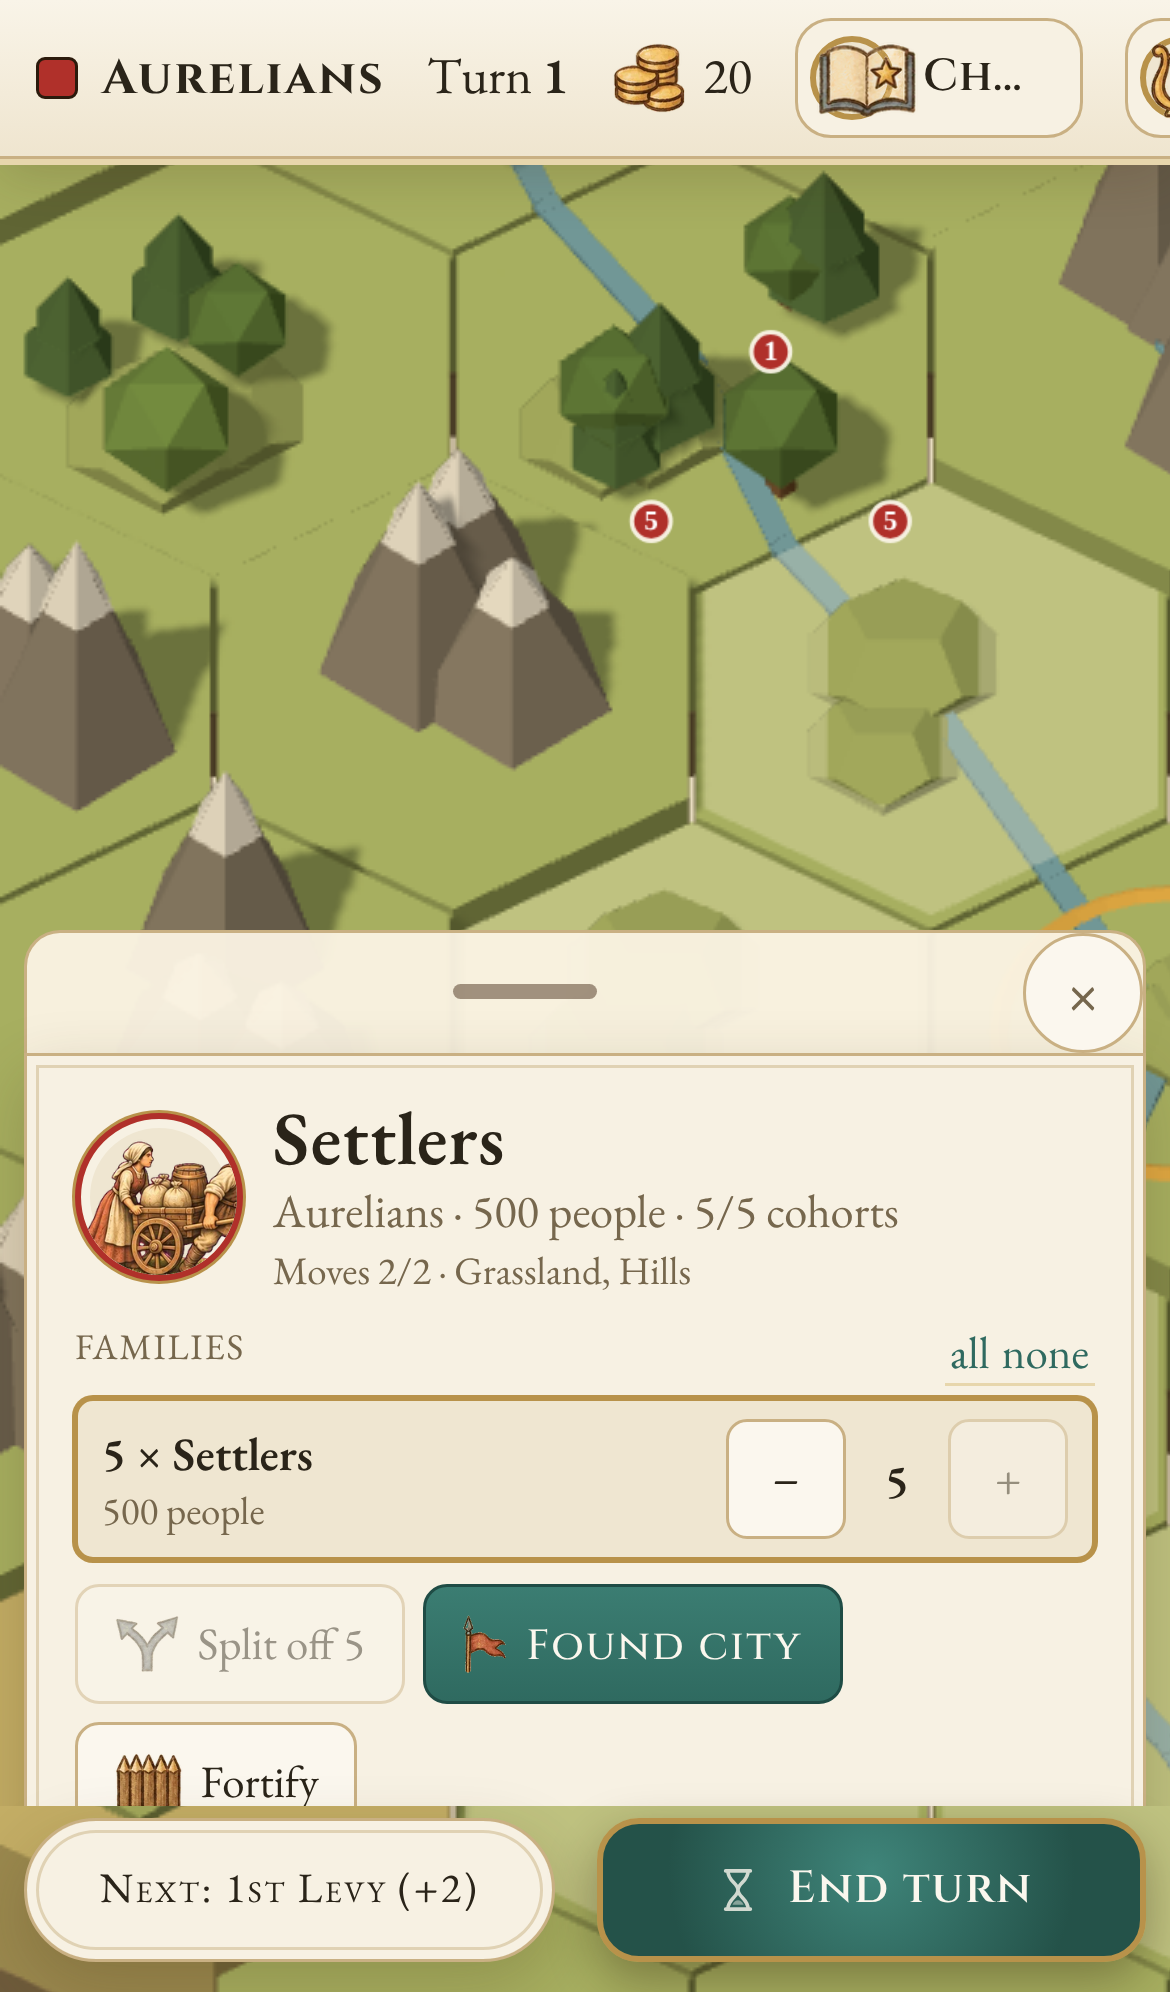 AURELIANS Turn 1 20 CH...
1
5 5
×
Settlers
Aurelians · 500 people · 5/5 cohorts
Moves 2/2 · Grassland, Hills
FAMILIES all none
5 × Settlers
500 people
− 5 +
Split off 5 FOUND CITY
Fortify
NEXT: 1ST LEVY (+2) END TURN